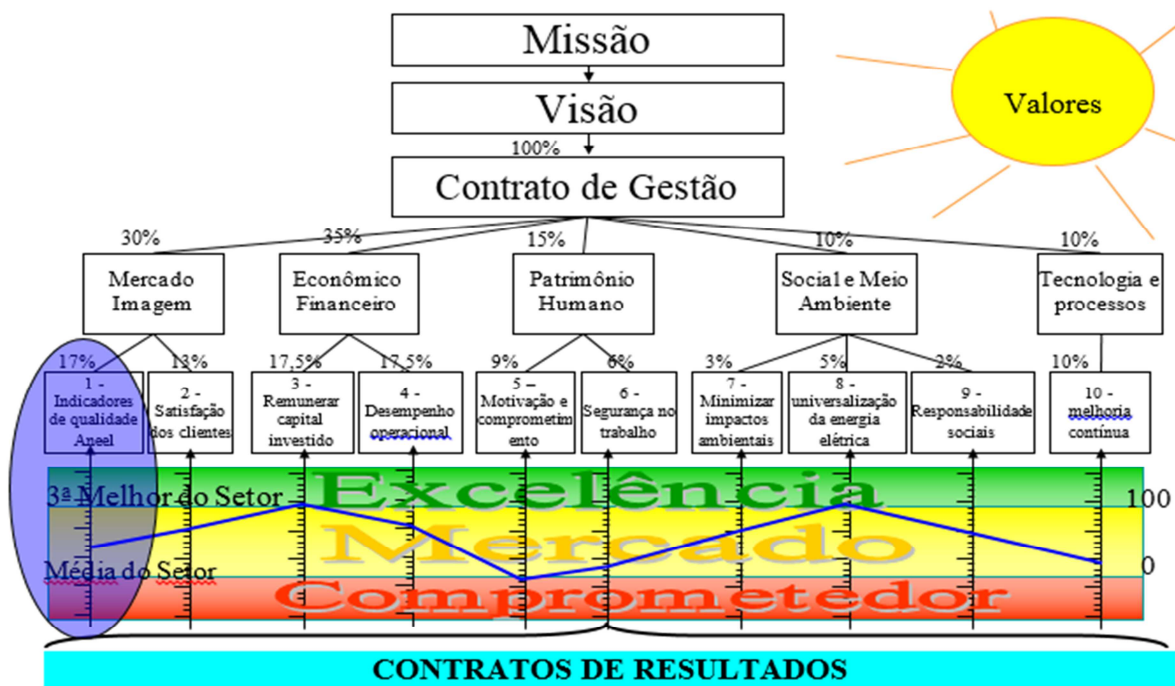 Missão
Valores
Visão
100%
Contrato de Gestão
30%
35%
15%
10%
10%
Mercado
Imagem
Econômico
Financeiro
Patrimônio
Humano
Social e Meio
Ambiente
Tecnologia e
processos
17%
13%
17,5%
17,5%
9%
6%
3%
5%
2%
10%
1 -
Indicadores
de qualidade
Aneel
2 -
Satisfação
dos clientes
3 -
Remunerar
capital
investido
4 -
Desempenho
operacional
5 –
Motivação e
comprometim
ento
6 -
Segurança no
trabalho
7 -
Minimizar
impactos
ambientais
8 -
universalização
da energia
elétrica
9 -
Responsabilidade
sociais
10 -
melhoria
contínua
3ª Melhor do Setor
Excelência
100
Mercado
Média do Setor
0
Comprometedor
CONTRATOS DE RESULTADOS